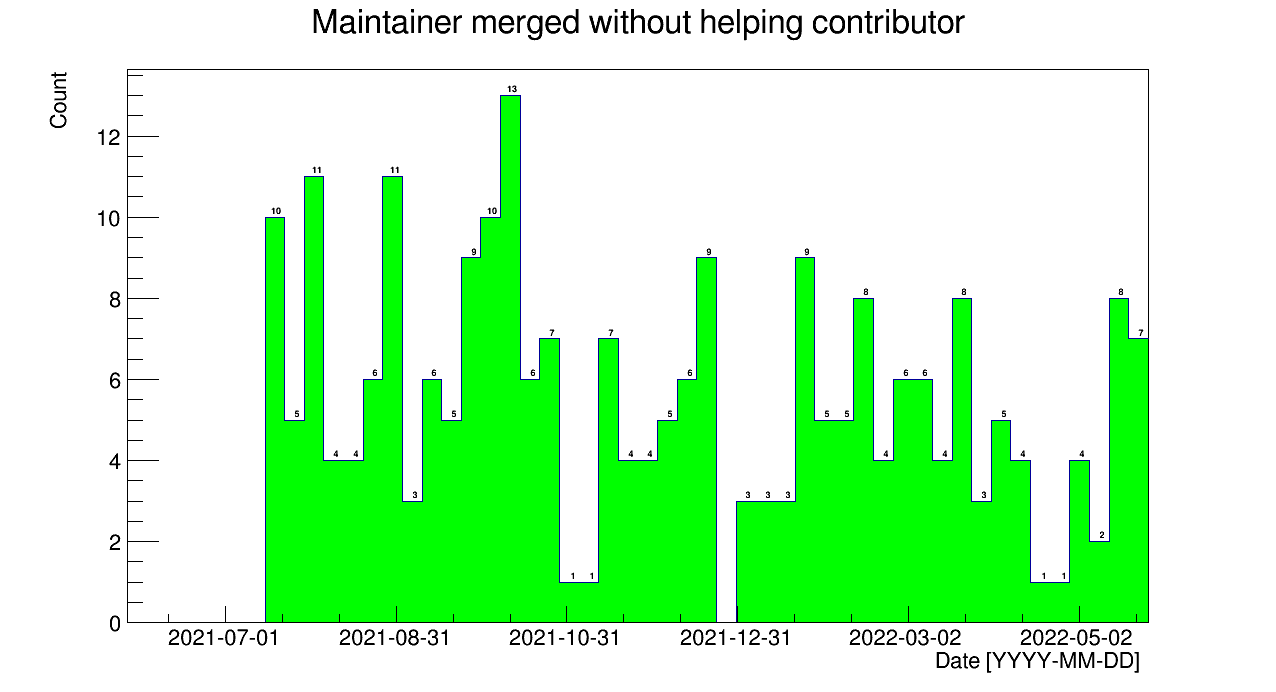 Maintainer merged without helping contributor
Count
12
10
8
6
4
2
0
10 5 11 4 4 6 11 3 6 5 9 10 13 6 7 1 1 7 4 4 5 6 9 3 3 3 9 5 5 8 4 6 6 4 8 3 5 4 1 1 4 2 8 7
2021-07-01 2021-08-31 2021-10-31 2021-12-31 2022-03-02 2022-05-02
Date [YYYY-MM-DD]